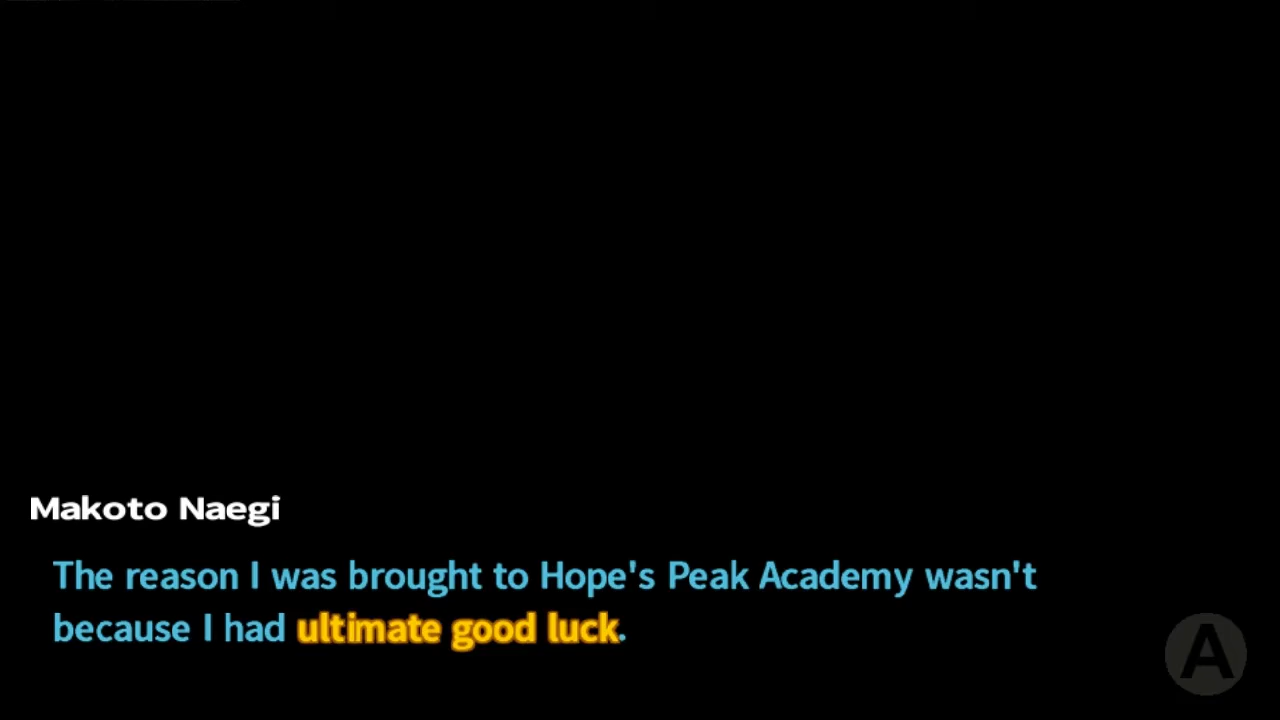 Makoto Naegi
The reason I was brought to Hope's Peak Academy wasn't
because I had ultimate good luck.
A